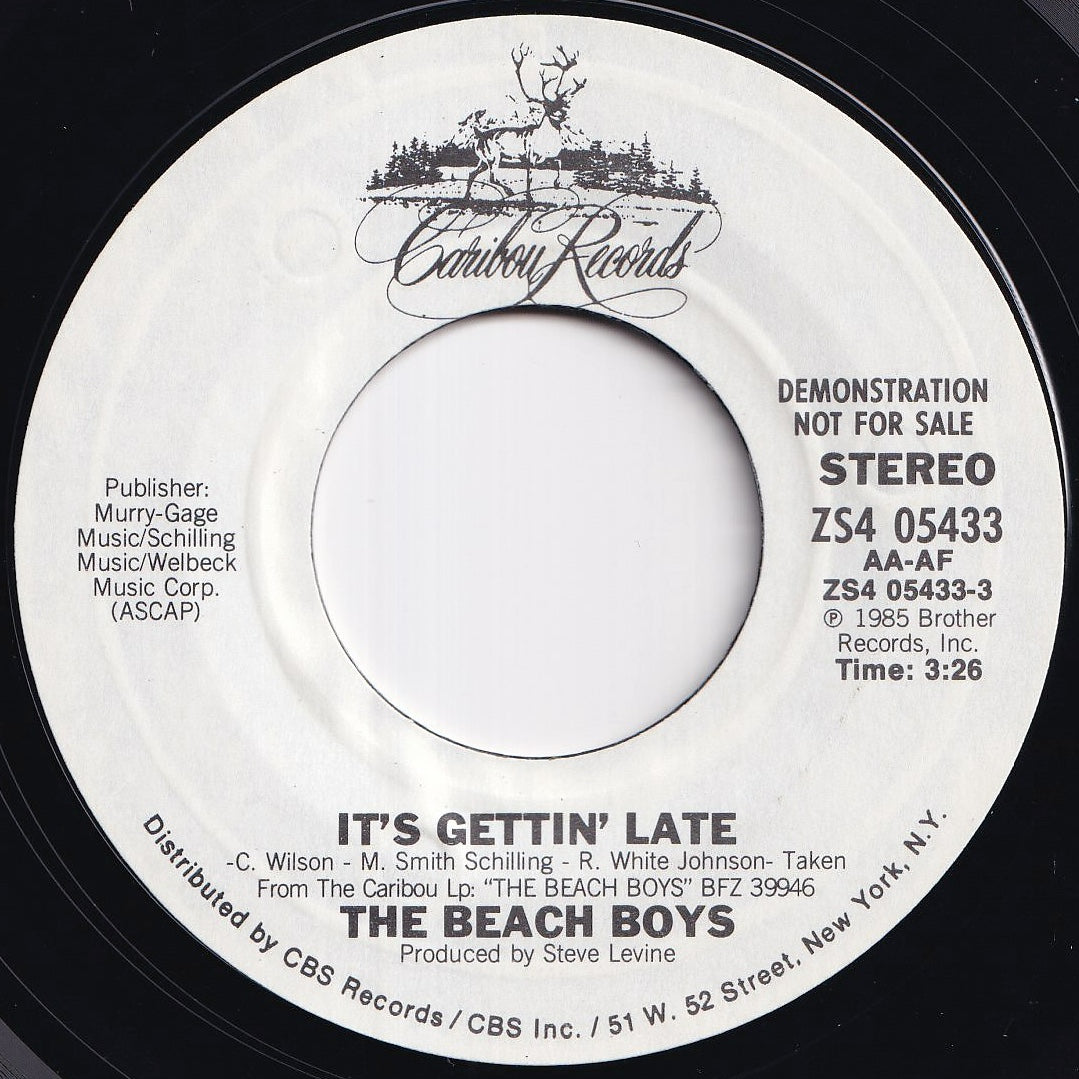 Caribou Records
DEMONSTRATION
NOT FOR SALE
STEREO
ZS4 05433
AA-AF
ZS4 05433-3
℗ 1985 Brother
Records, Inc.
Time: 3:26
Publisher:
Murry-Gage
Music/Schilling
Music/Welbeck
Music Corp.
(ASCAP)
IT'S GETTIN' LATE
-C. Wilson - M. Smith Schilling - R. White Johnson- Taken
From The Caribou Lp: "THE BEACH BOYS" BFZ 39946
THE BEACH BOYS
Produced by Steve Levine
Distributed by CBS Records / CBS Inc. / 51 W. 52 Street, New York, N.Y.